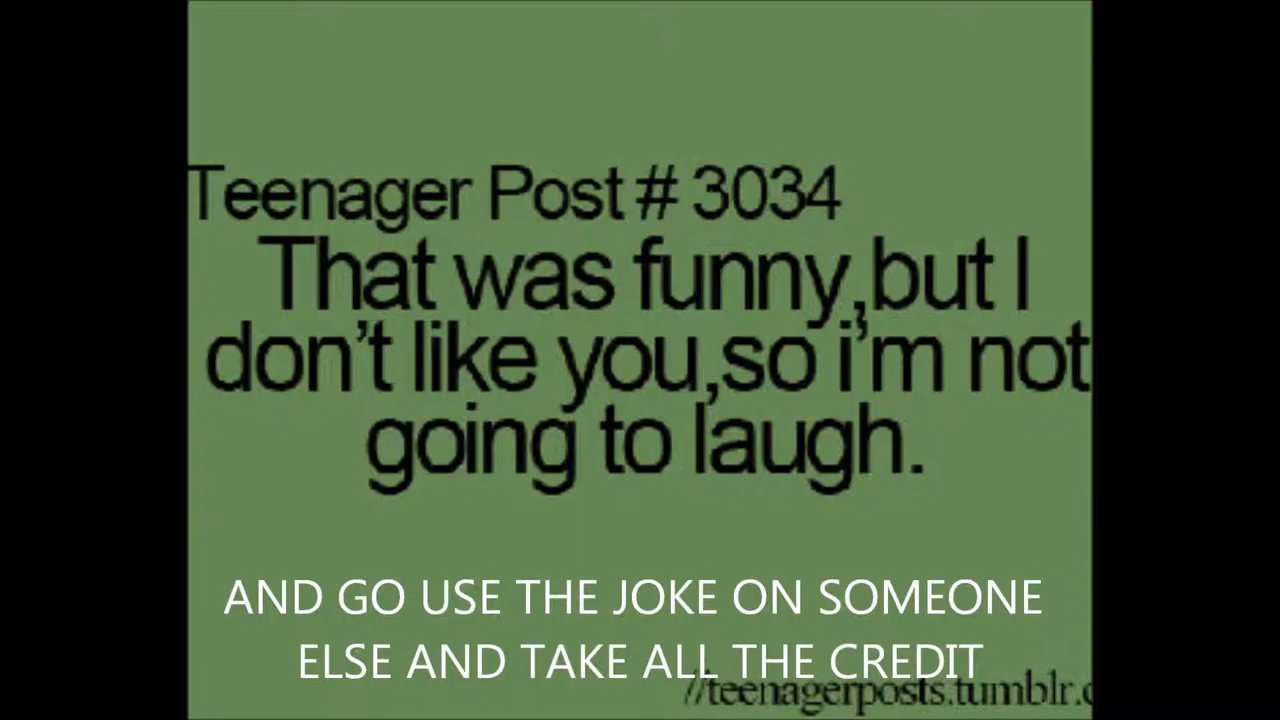 Teenager Post # 3034
That was funny,but I
don't like you,so i'm not
going to laugh.
AND GO USE THE JOKE ON SOMEONE
ELSE AND TAKE ALL THE CREDIT
//teenagerposts.tumblr.c